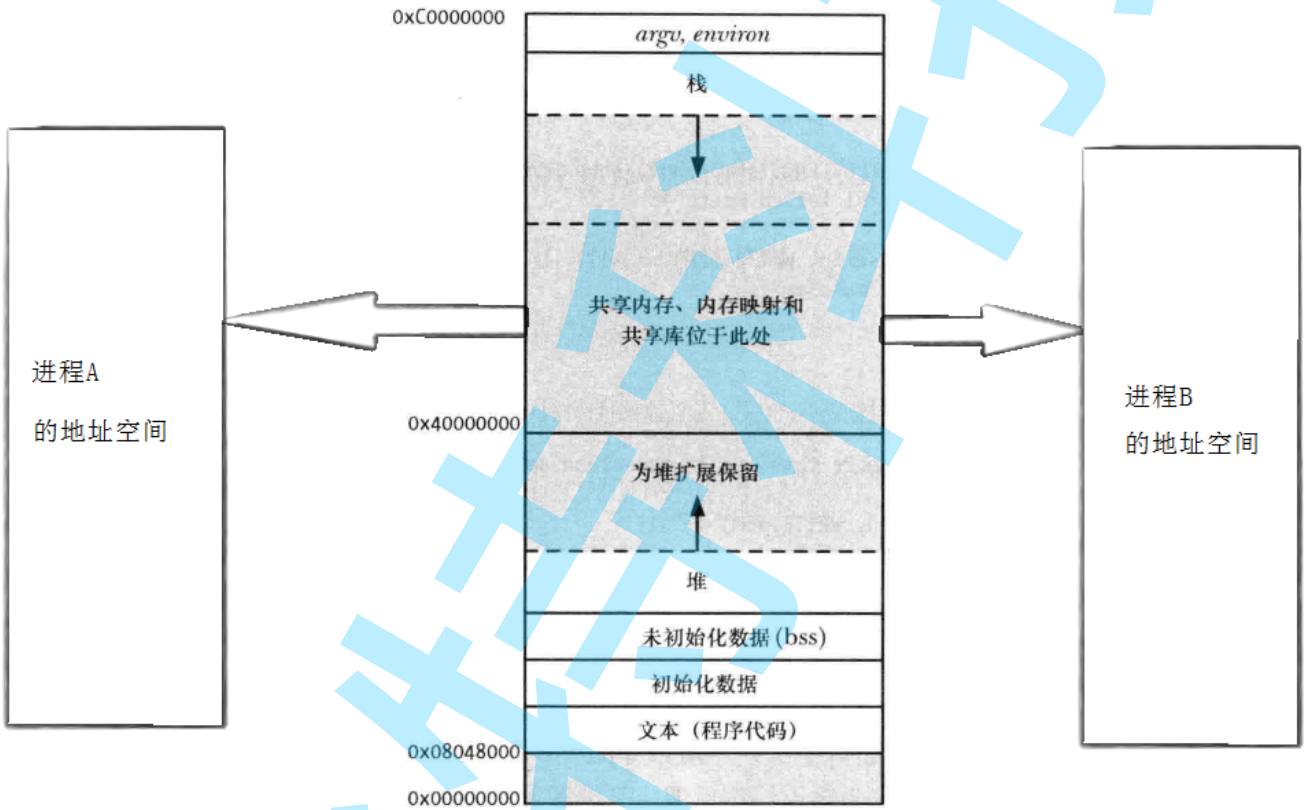 0xC0000000
argv, environ
栈
共享内存、内存映射和
共享库位于此处
进程A
的地址空间
进程B
的地址空间
0x40000000
为堆扩展保留
堆
未初始化数据(bss)
初始化数据
文本（程序代码）
0x08048000
0x00000000